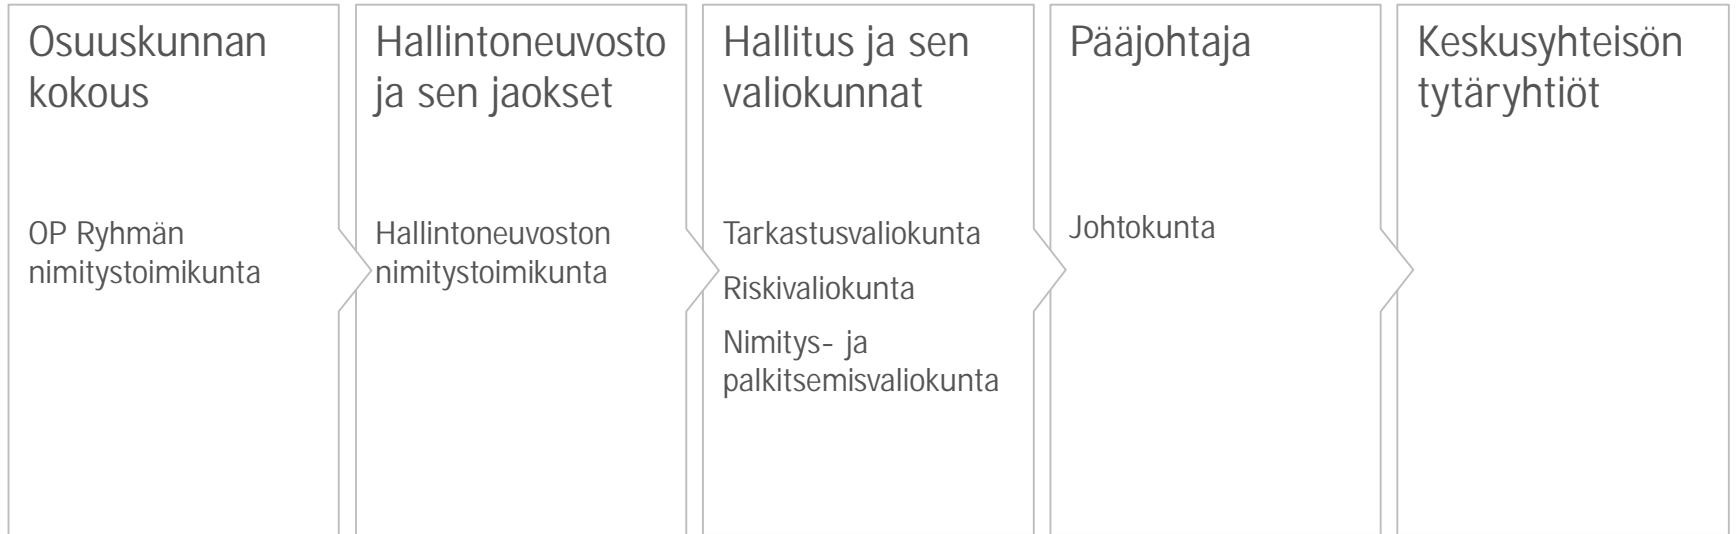 Osuuskunnan
kokous
OP Ryhmän
nimitystoimikunta
Hallintoneuvosto
ja sen jaokset
Hallintoneuvoston
nimitystoimikunta
Hallitus ja sen
valiokunnat
Tarkastusvaliokunta
Riskivaliokunta
Nimitys- ja
palkitsemisvaliokunta
Pääjohtaja
Johtokunta
Keskusyhteisön
tytäryhtiöt